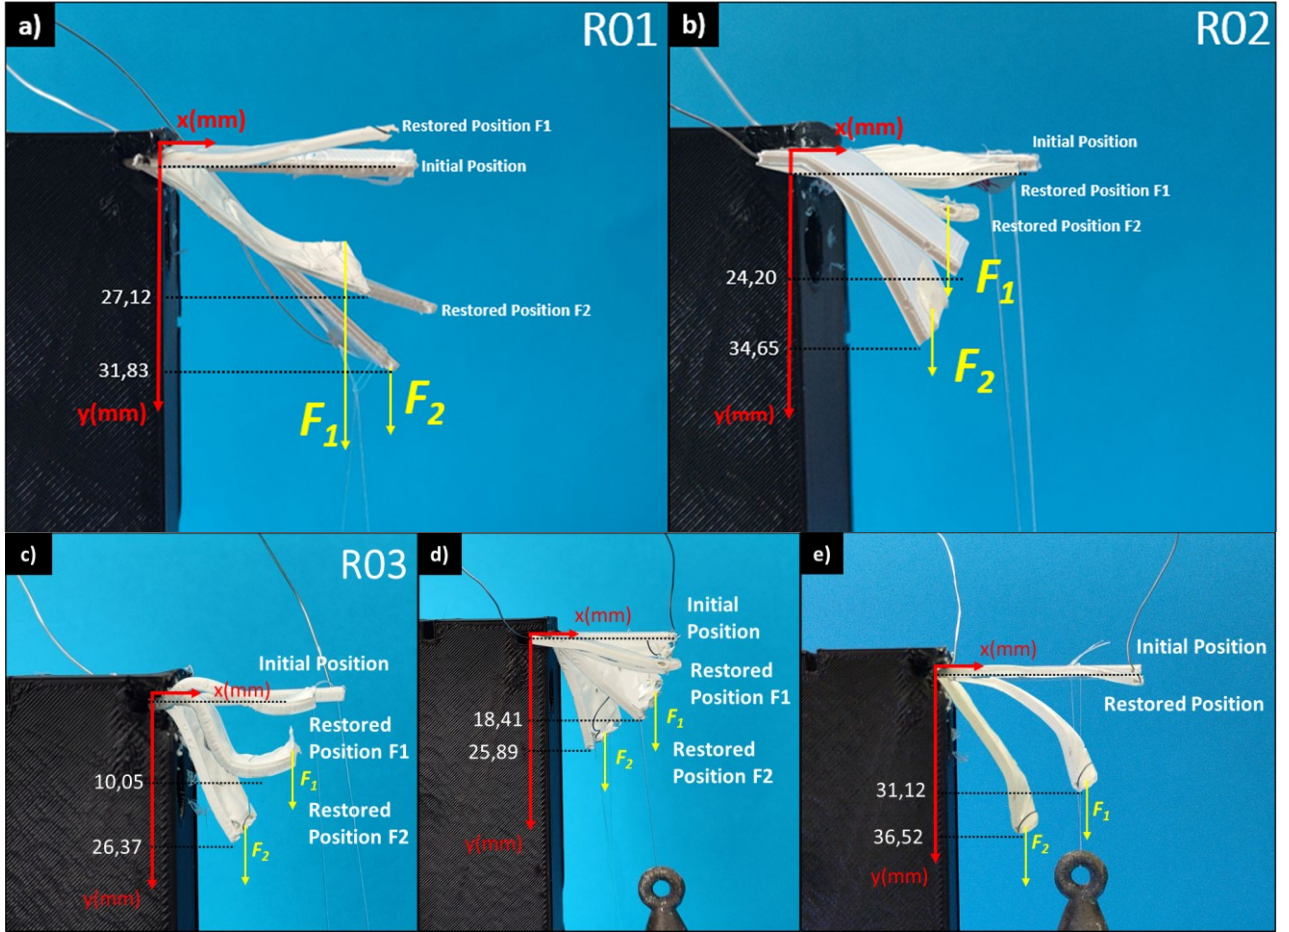 a)
R01
x(mm)
Restored Position F1
Initial Position
27,12
Restored Position F2
31,83
y(mm)
F1
F2
b)
R02
x(mm)
Initial Position
Restored Position F1
Restored Position F2
24,20
F1
34,65
F2
y(mm)
c)
R03
Initial Position
x(mm)
Restored
Position F1
10,05
F1
Restored
Position F2
26,37
F2
y(mm)
d)
x(mm)
Initial
Position
Restored
Position F1
18,41
F1
25,89
Restored
Position F2
F2
y(mm)
e)
Initial Position
x(mm)
Restored Position
31,12
F1
36,52
F2
y(mm)